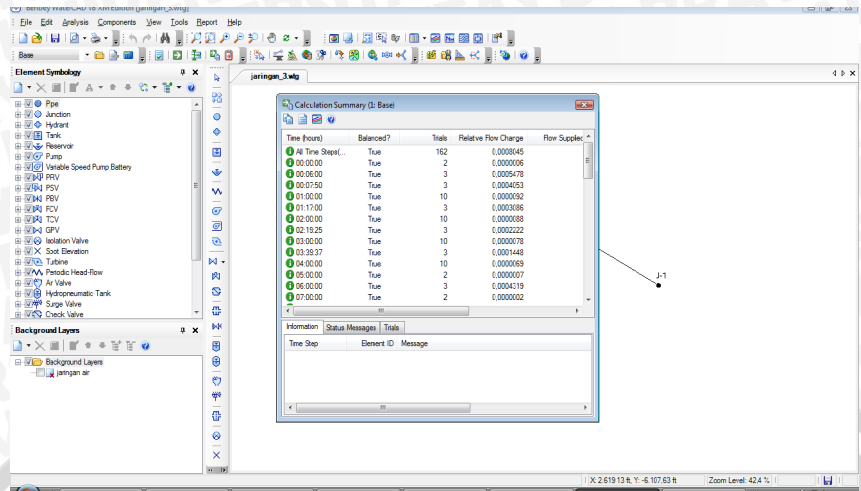 Bentley WaterCAD V8 XM Edition [jaringan_3.wtg]
File Edit Analysis Components View Tools Report Help
Base
Element Symbology
Pipe
Junction
Hydrant
Tank
Reservoir
Pump
Variable Speed Pump Battery
PRV
PSV
PBV
FCV
TCV
GPV
Isolation Valve
Spot Elevation
Turbine
Periodic Head-Flow
Air Valve
Hydropneumatic Tank
Surge Valve
Check Valve
Background Layers
Background Layers
jaringan air
jaringan_3.wtg
Calculation Summary (1: Base)
Time (hours) Balanced? Trials Relative Flow Change Flow Supplied
All Time Steps(... True 162 0,0008045
00:00:00 True 2 0,0000006
00:06:00 True 3 0,0005478
00:07:50 True 3 0,0004053
01:00:00 True 10 0,0000092
01:17:00 True 3 0,0003086
02:00:00 True 10 0,0000088
02:19:25 True 3 0,0002222
03:00:00 True 10 0,0000078
03:39:37 True 3 0,0001448
04:00:00 True 10 0,0000069
05:00:00 True 2 0,0000007
06:00:00 True 3 0,0004319
07:00:00 True 2 0,0000002
Information Status Messages Trials
Time Step Element ID Message
J-1
X: 2.619,13 ft, Y: -6.107,63 ft Zoom Level: 42,4 %